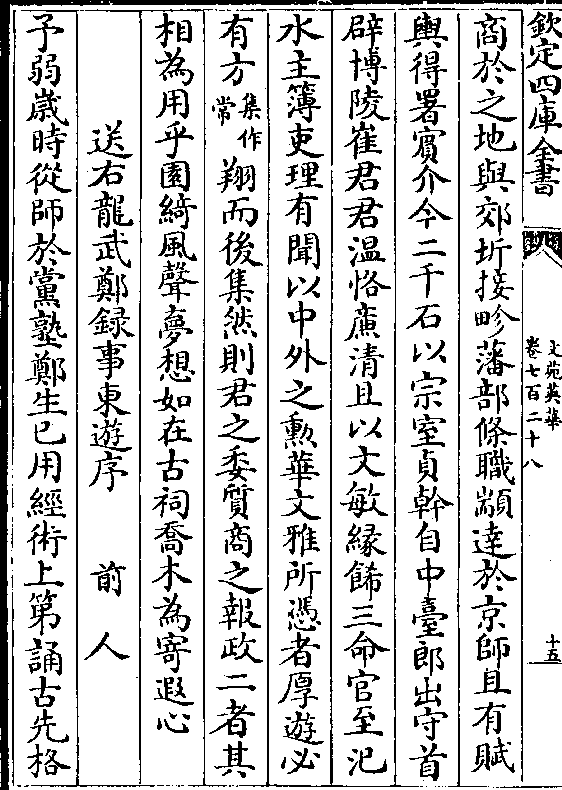 欽定四庫全書
文苑英華
卷七百二十八
十五
商於之地與郊圻接畛藩部條職顓達於京師且有賦
輿得署賓介今二千石以宗室貞幹自中臺郎出守首
辟博陵崔君君溫恪廉清且以文敏縁飾三命官至汜
水主簿吏理有聞以中外之勲華文雅所憑者厚遊必
有方集作常翔而後集然則君之委質商之報政二者其
相為用乎園綺風聲夢想如在古祠喬木為寄遐心
送右龍武鄭録事東遊序 前人
予弱嵗時從師於黨塾鄭生已用經術上第誦古先格